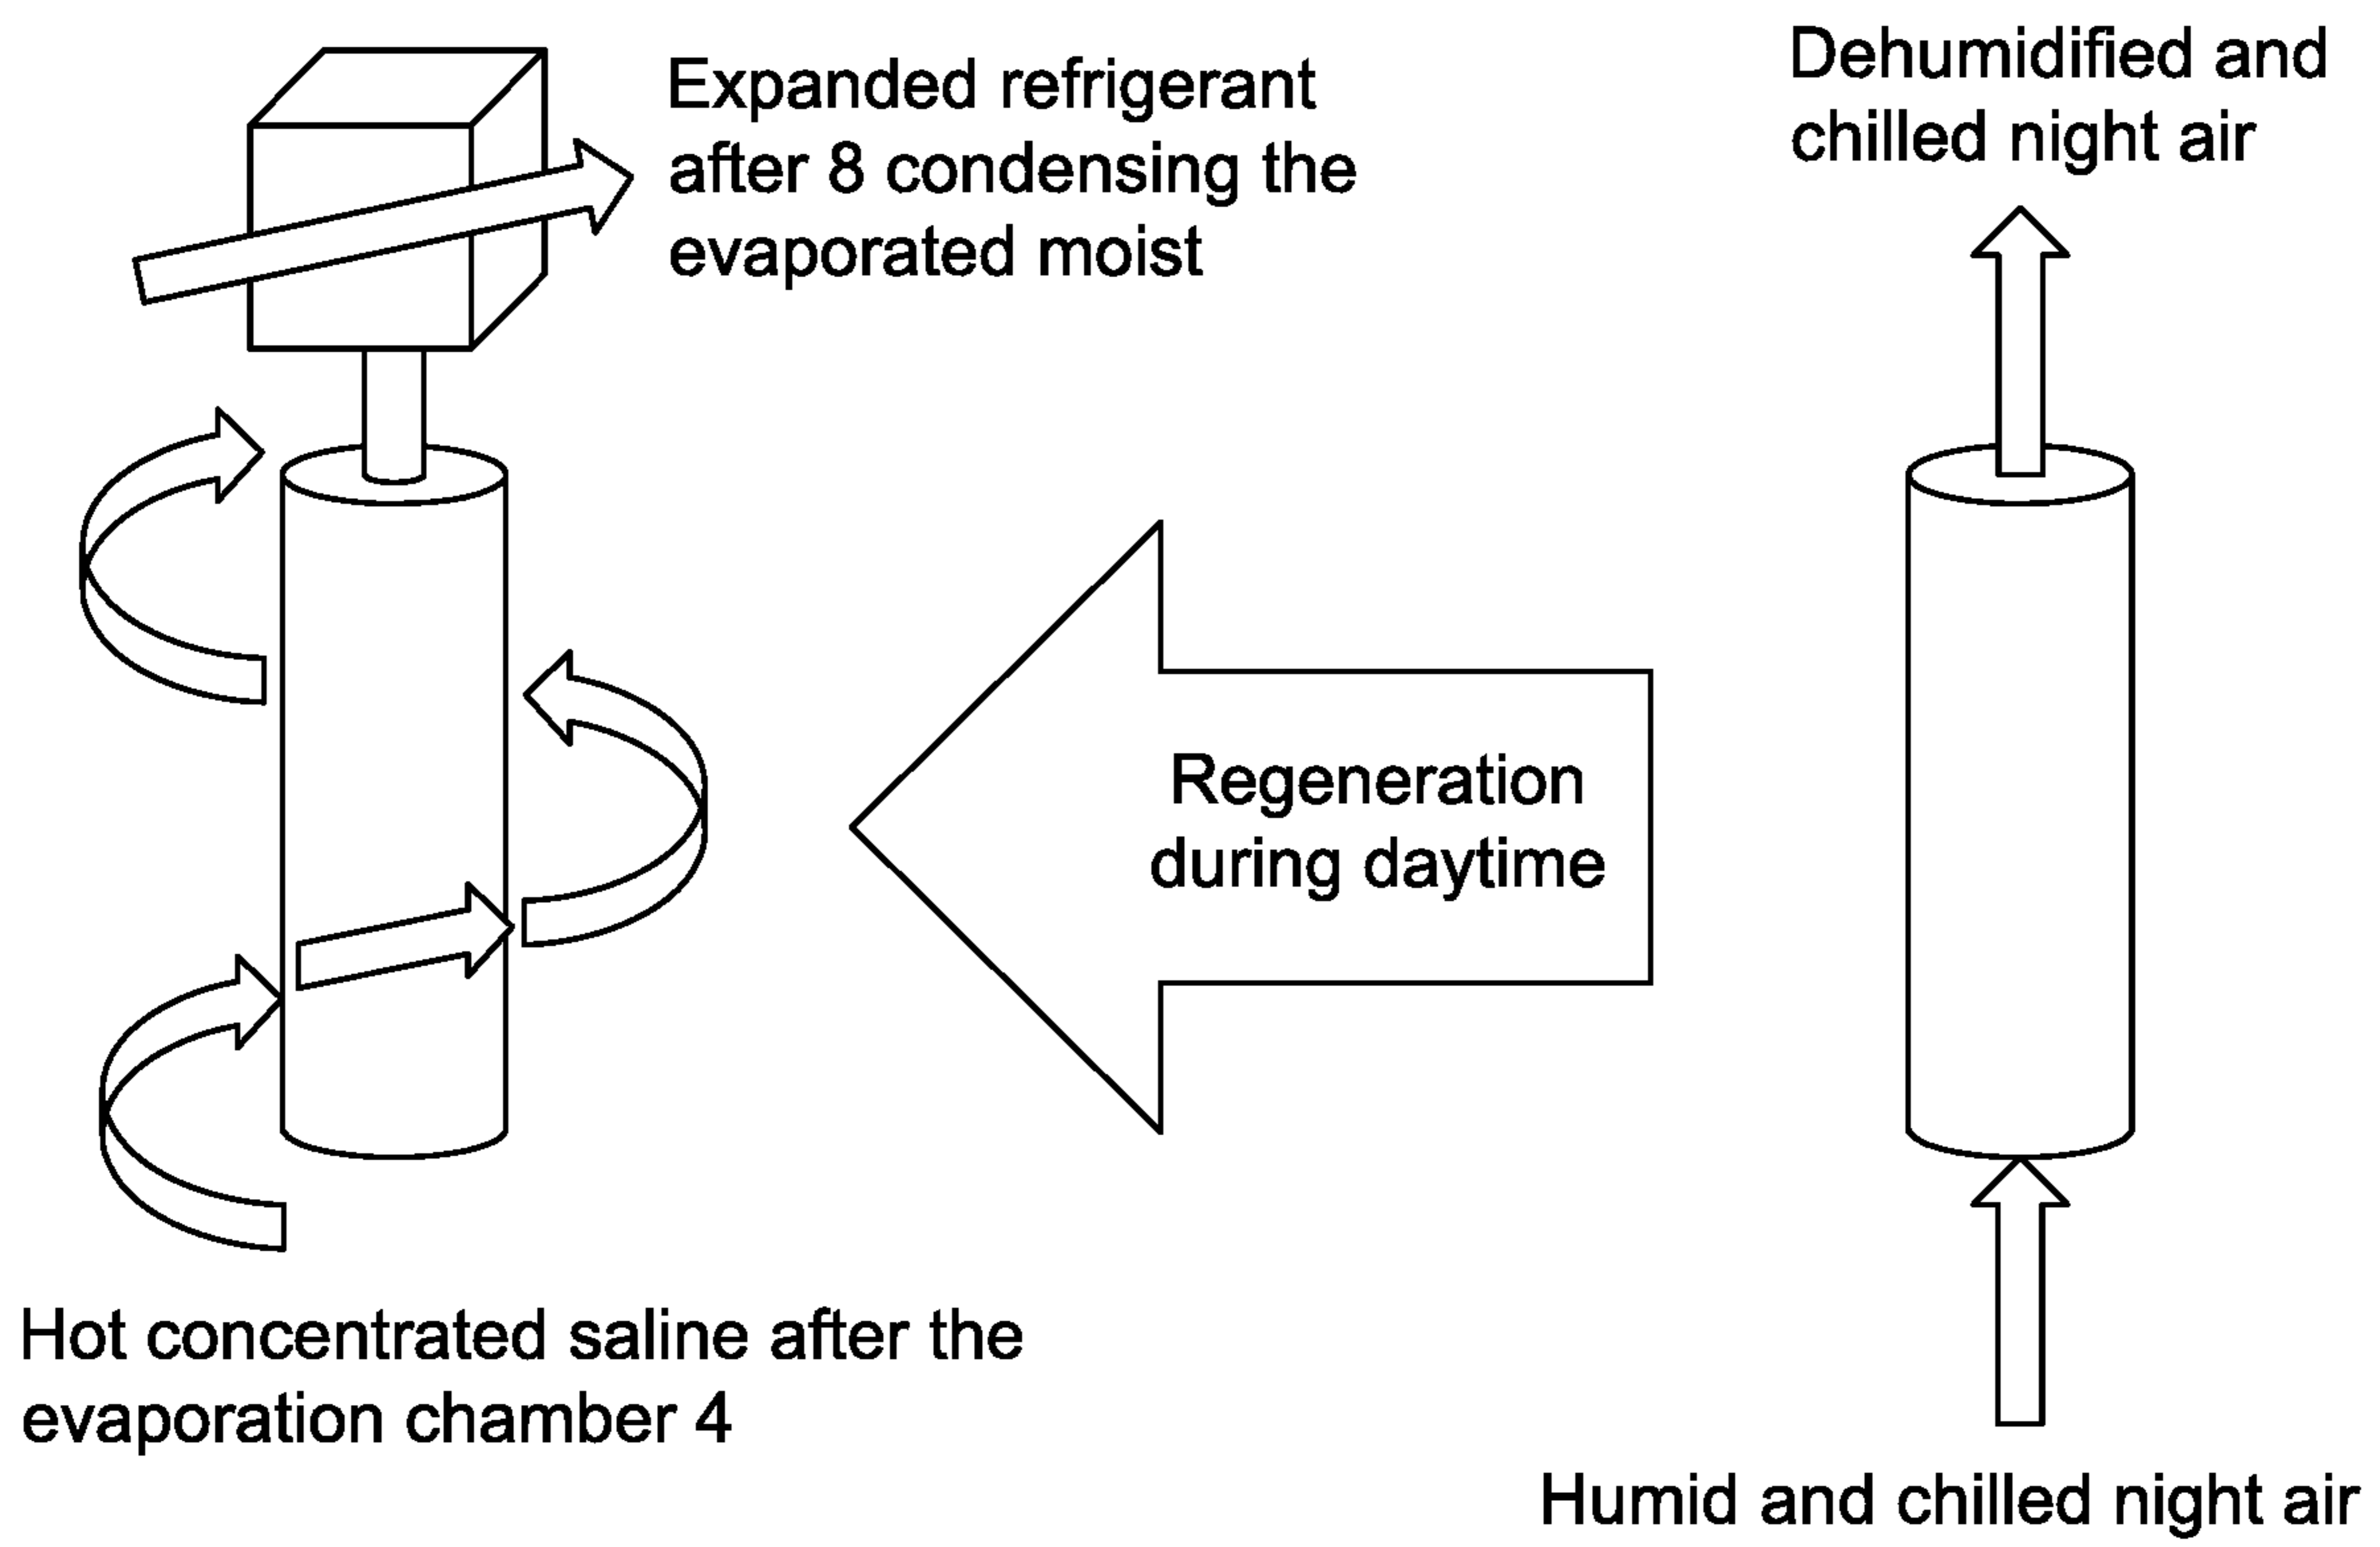 Expanded refrigerant
after 8 condensing the
evaporated moist
Dehumidified and
chilled night air
Regeneration
during daytime
Hot concentrated saline after the
evaporation chamber 4
Humid and chilled night air